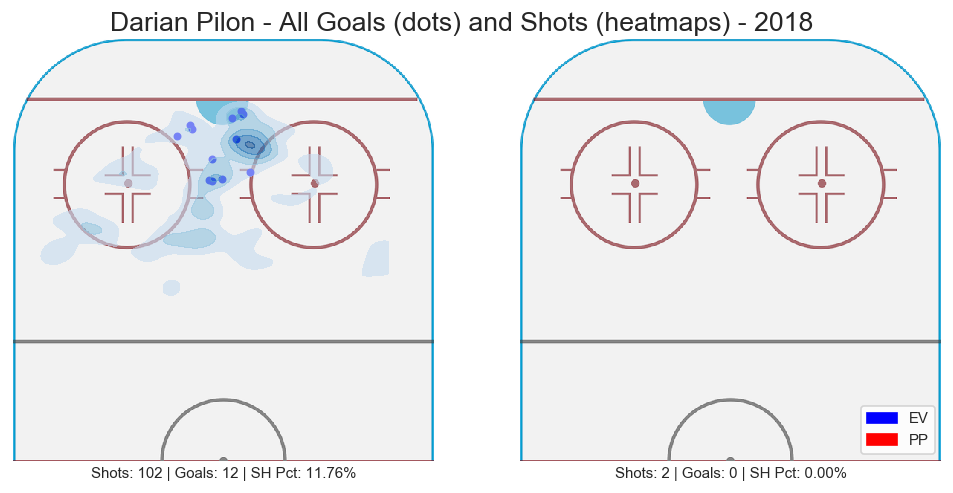 Darian Pilon - All Goals (dots) and Shots (heatmaps) - 2018
EV
PP
Shots: 102 | Goals: 12 | SH Pct: 11.76%
Shots: 2 | Goals: 0 | SH Pct: 0.00%